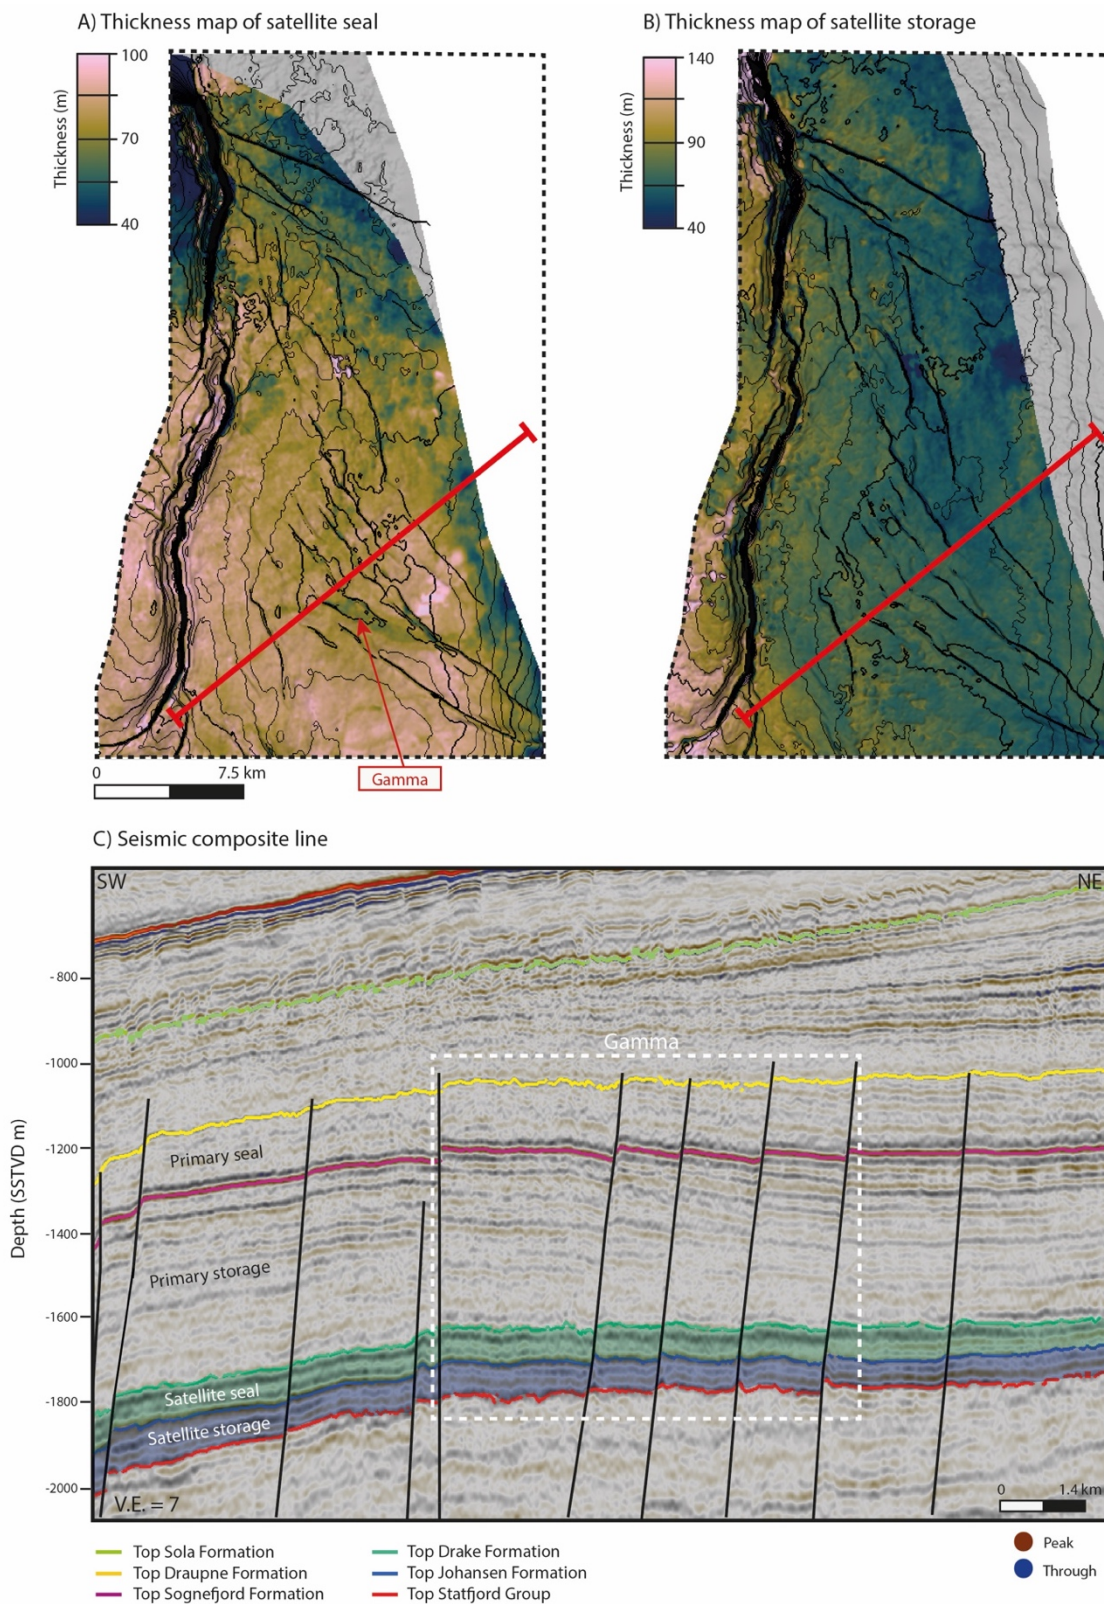 A) Thickness map of satellite seal
B) Thickness map of satellite storage
Thickness (m)
100
70
40
Thickness (m)
140
90
40
0
7.5 km
Gamma
C) Seismic composite line
SW
NE
Depth (SSTVD m)
- 800
-1000
-1200
-1400
-1600
-1800
-2000
Gamma
Primary seal
Primary storage
Satellite seal
Satellite storage
V.E. = 7
0
1.4 km
Top Sola Formation
Top Draupne Formation
Top Sognefjord Formation
Top Drake Formation
Top Johansen Formation
Top Statfjord Group
Peak
Through